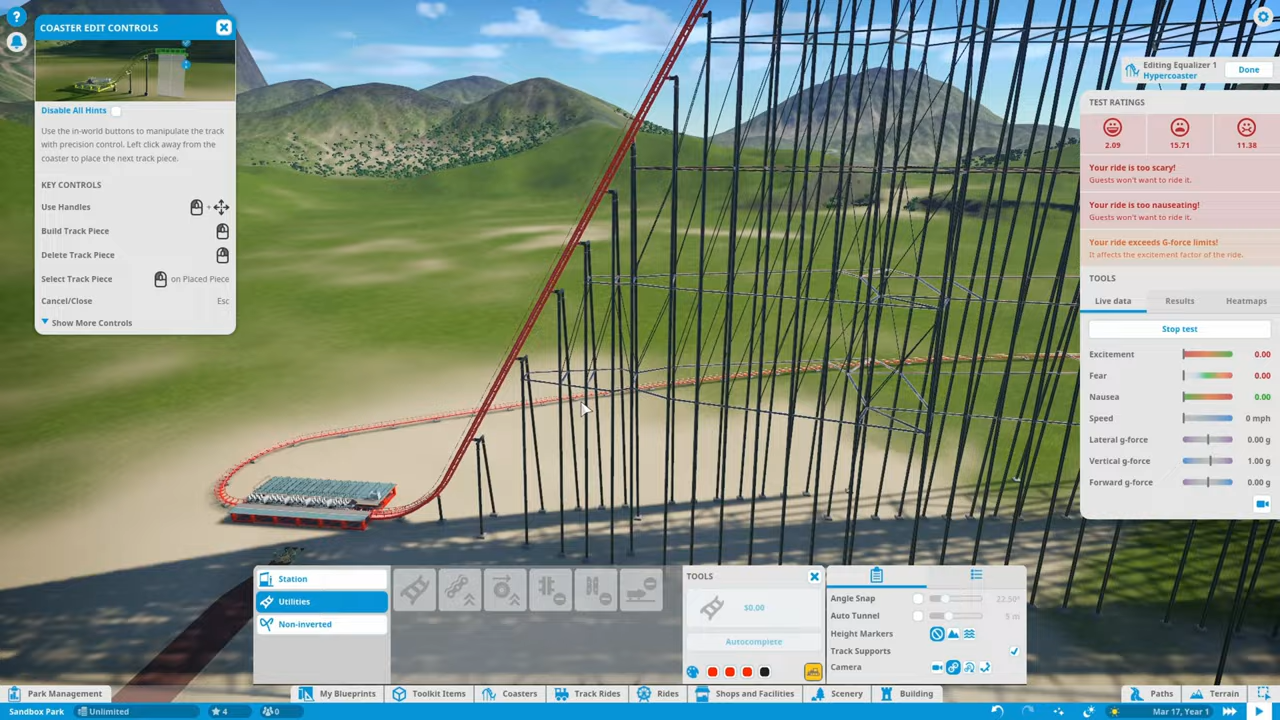 ?
COASTER EDIT CONTROLS
Disable All Hints
Use the in-world buttons to manipulate the track
with precision control. Left click away from the
coaster to place the next track piece.
KEY CONTROLS
Use Handles
+
Build Track Piece
Delete Track Piece
Select Track Piece
on Placed Piece
Cancel/Close
Esc
Show More Controls
Editing Equalizer 1
Hypercoaster
Done
TEST RATINGS
2.09
15.71
11.38
Your ride is too scary!
Guests won't want to ride it.
Your ride is too nauseating!
Guests won't want to ride it.
Your ride exceeds G-force limits!
It affects the excitement factor of the ride.
TOOLS
Live data
Results
Heatmaps
Stop test
Excitement 0.00
Fear 0.00
Nausea 0.00
Speed 0 mph
Lateral g-force 0.00 g
Vertical g-force 1.00 g
Forward g-force 0.00 g
Station
Utilities
Non-inverted
TOOLS
$0.00
Autocomplete
Angle Snap 22.50°
Auto Tunnel 5 m
Height Markers
Track Supports
Camera
Park Management
My Blueprints
Toolkit Items
Coasters
Track Rides
Rides
Shops and Facilities
Scenery
Building
Paths
Terrain
Sandbox Park
Unlimited
4
0
Mar 17, Year 1